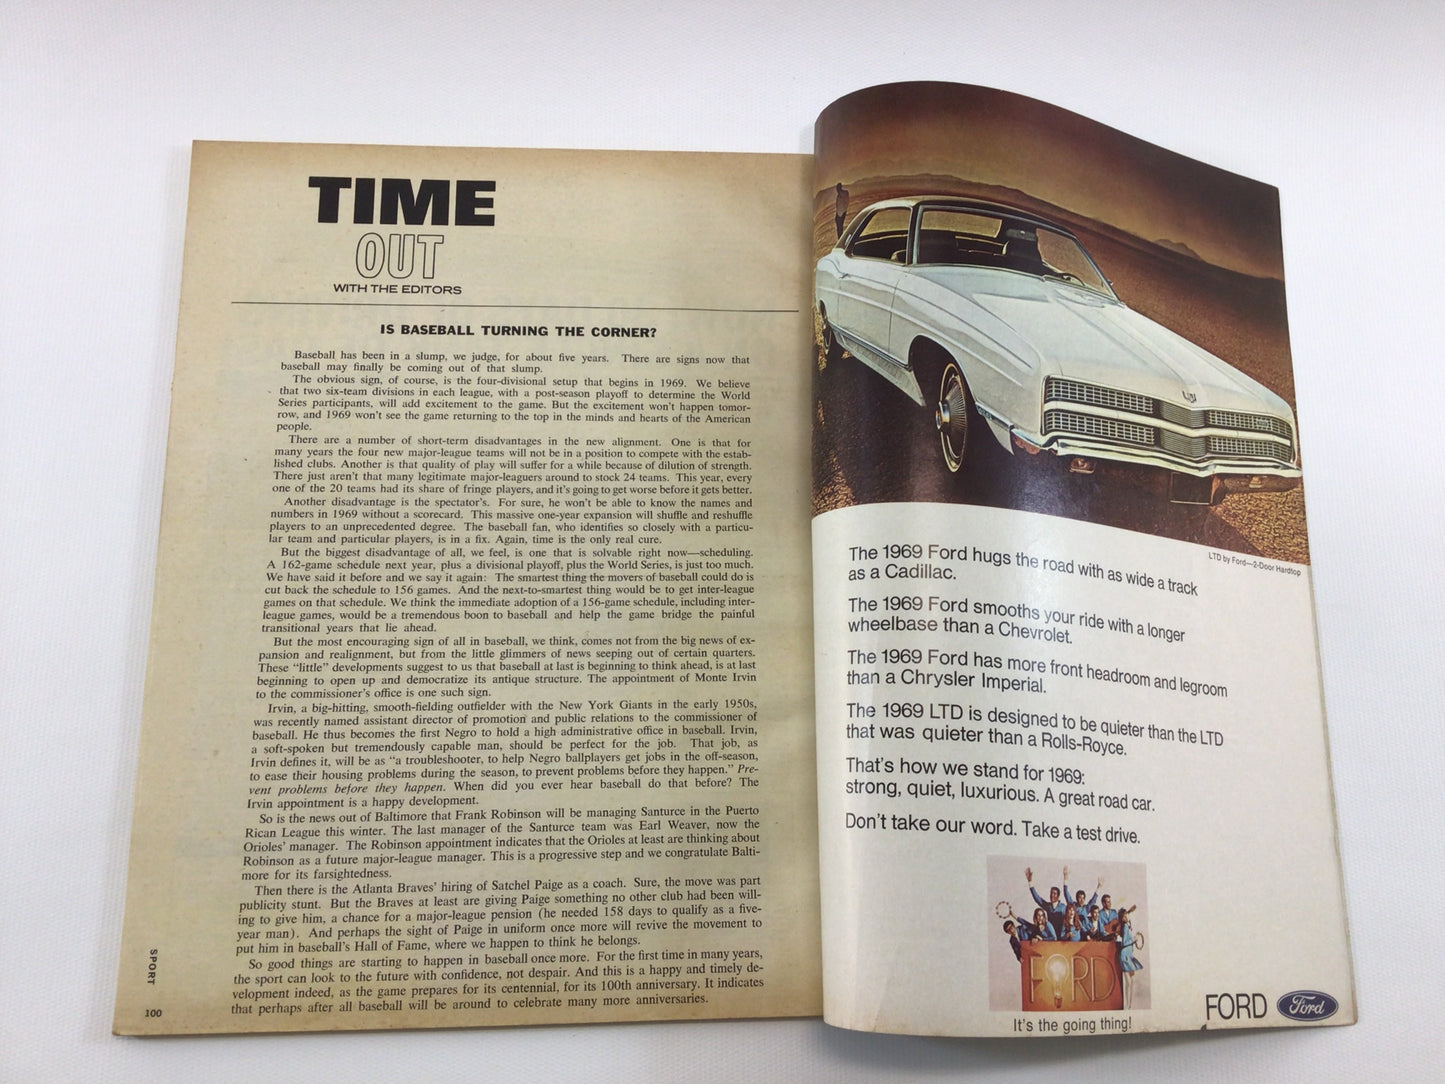 TIME
OUT
WITH THE EDITORS
IS BASEBALL TURNING THE CORNER?
Baseball has been in a slump, we judge, for about five years. There are signs now that
baseball may finally be coming out of that slump.
The obvious sign, of course, is the four-divisional setup that begins in 1969. We believe
that two six-team divisions in each league, with a post-season playoff to determine the World
Series participants, will add excitement to the game. But the excitement won't happen tomor-
row, and 1969 won't see the game returning to the top in the minds and hearts of the American
people.
There are a number of short-term disadvantages in the new alignment. One is that for
many years the four new major-league teams will not be in a position to compete with the estab-
lished clubs. Another is that quality of play will suffer for a while because of dilution of strength.
There just aren't that many legitimate major-leaguers around to stock 24 teams. This year, every
one of the 20 teams had its share of fringe players, and it's going to get worse before it gets better.
Another disadvantage is the spectator's. For sure, he won't be able to know the names and
numbers in 1969 without a scorecard. This massive one-year expansion will shuffle and reshuffle
players to an unprecedented degree. The baseball fan, who identifies so closely with a particu-
lar team and particular players, is in a fix. Again, time is the only real cure.
But the biggest disadvantage of all, we feel, is one that is solvable right now—scheduling.
A 162-game schedule next year, plus a divisional playoff, plus the World Series, is just too much.
We have said it before and we say it again: The smartest thing the movers of baseball could do is
cut back the schedule to 156 games. And the next-to-smartest thing would be to get inter-league
games on that schedule. We think the immediate adoption of a 156-game schedule, including inter-
league games, would be a tremendous boon to baseball and help the game bridge the painful
transitional years that lie ahead.
But the most encouraging sign of all in baseball, we think, comes not from the big news of ex-
pansion and realignment, but from the little glimmers of news seeping out of certain quarters.
These "little" developments suggest to us that baseball at last is beginning to think ahead, is at last
beginning to open up and democratize its antique structure. The appointment of Monte Irvin
to the commissioner's office is one such sign.
Irvin, a big-hitting, smooth-fielding outfielder with the New York Giants in the early 1950s,
was recently named assistant director of promotion and public relations to the commissioner of
baseball. He thus becomes the first Negro to hold a high administrative office in baseball. Irvin,
a soft-spoken but tremendously capable man, should be perfect for the job. That job, as
Irvin defines it, will be as "a troubleshooter, to help Negro ballplayers get jobs in the off-season,
to ease their housing problems during the season, to prevent problems before they happen." Pre-
vent problems before they happen. When did you ever hear baseball do that before? The
Irvin appointment is a happy development.
So is the news out of Baltimore that Frank Robinson will be managing Santurce in the Puerto
Rican League this winter. The last manager of the Santurce team was Earl Weaver, now the
Orioles' manager. The Robinson appointment indicates that the Orioles at least are thinking about
Robinson as a future major-league manager. This is a progressive step and we congratulate Balti-
more for its farsightedness.
Then there is the Atlanta Braves' hiring of Satchel Paige as a coach. Sure, the move was part
publicity stunt. But the Braves at least are giving Paige something no other club had been will-
ing to give him, a chance for a major-league pension (he needed 158 days to qualify as a five-
year man). And perhaps the sight of Paige in uniform once more will revive the movement to
put him in baseball's Hall of Fame, where we happen to think he belongs.
So good things are starting to happen in baseball once more. For the first time in many years,
the sport can look to the future with confidence, not despair. And this is a happy and timely de-
velopment indeed, as the game prepares for its centennial, for its 100th anniversary. It indicates
that perhaps after all baseball will be around to celebrate many more anniversaries.
SPORT
100
LTD by Ford—2-Door Hardtop
The 1969 Ford hugs the road with as wide a track
as a Cadillac.
The 1969 Ford smooths your ride with a longer
wheelbase than a Chevrolet.
The 1969 Ford has more front headroom and legroom
than a Chrysler Imperial.
The 1969 LTD is designed to be quieter than the LTD
that was quieter than a Rolls-Royce.
That's how we stand for 1969:
strong, quiet, luxurious. A great road car.
Don't take our word. Take a test drive.
FORD
It's the going thing!
FORD Ford